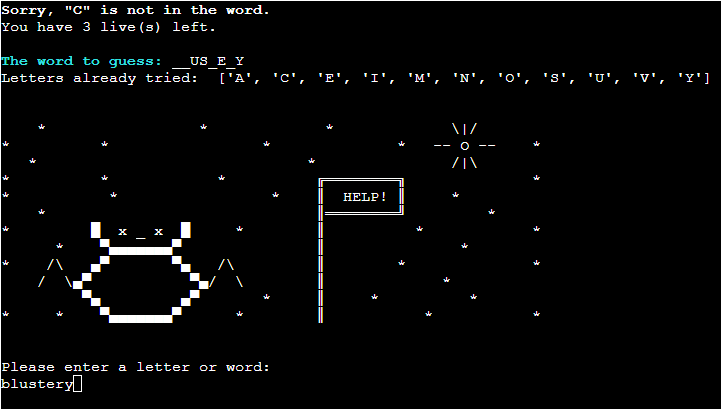 Sorry, "C" is not in the word.
You have 3 live(s) left.
The word to guess: __US_E_Y
Letters already tried:  ['A', 'C', 'E', 'I', 'M', 'N', 'O', 'S', 'U', 'V', 'Y']
HELP!
x _ x
Please enter a letter or word:
blustery